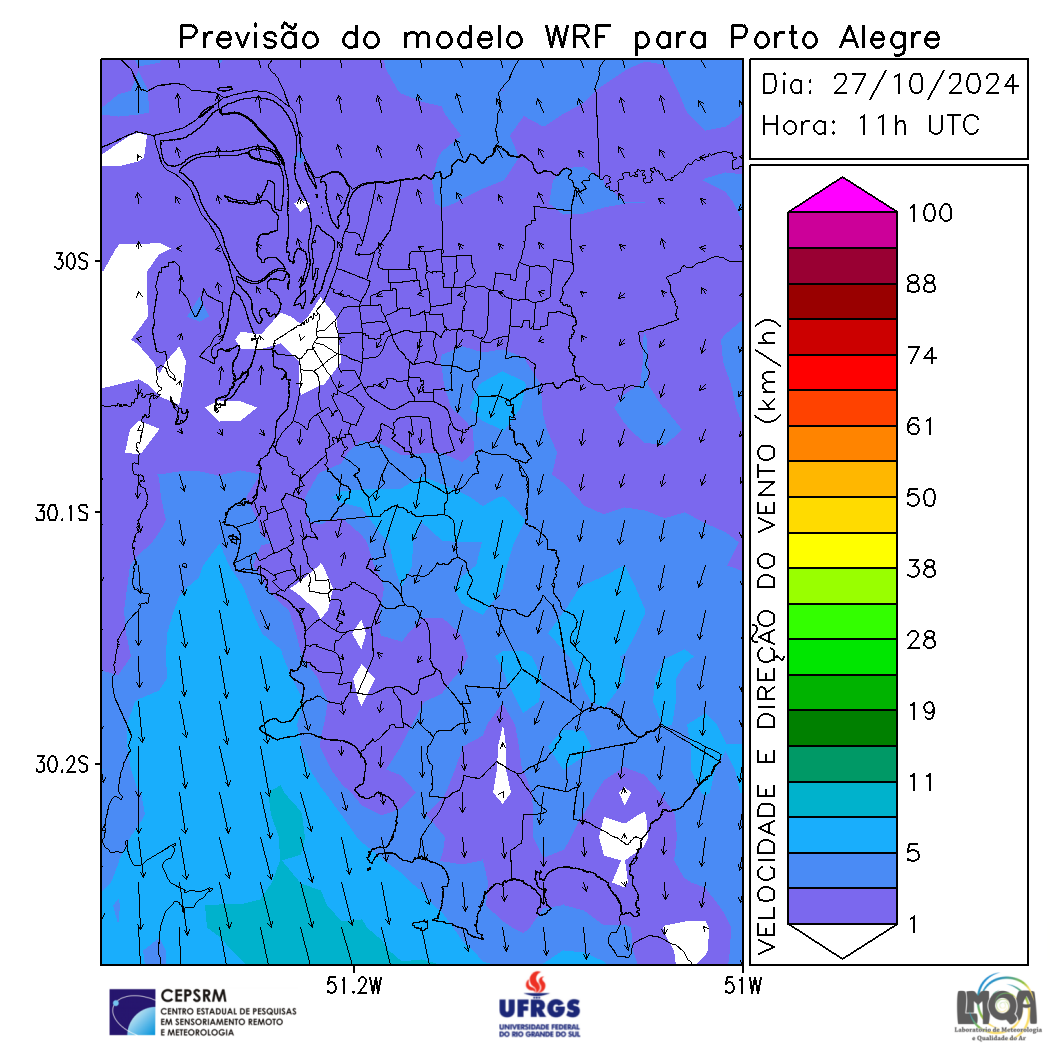 Previsão do modelo WRF para Porto Alegre
Dia: 27/10/2024
Hora: 11h UTC
30S
30.1S
30.2S
51.2W
51W
VELOCIDADE E DIREÇÃO DO VENTO (km/h)
100
88
74
61
50
38
28
19
11
5
1
CEPSRM
CENTRO ESTADUAL DE PESQUISAS
EM SENSORIAMENTO REMOTO
E METEOROLOGIA
UFRGS
UNIVERSIDADE FEDERAL
DO RIO GRANDE DO SUL
LMQA
Laboratório de Meteorologia
e Qualidade do Ar